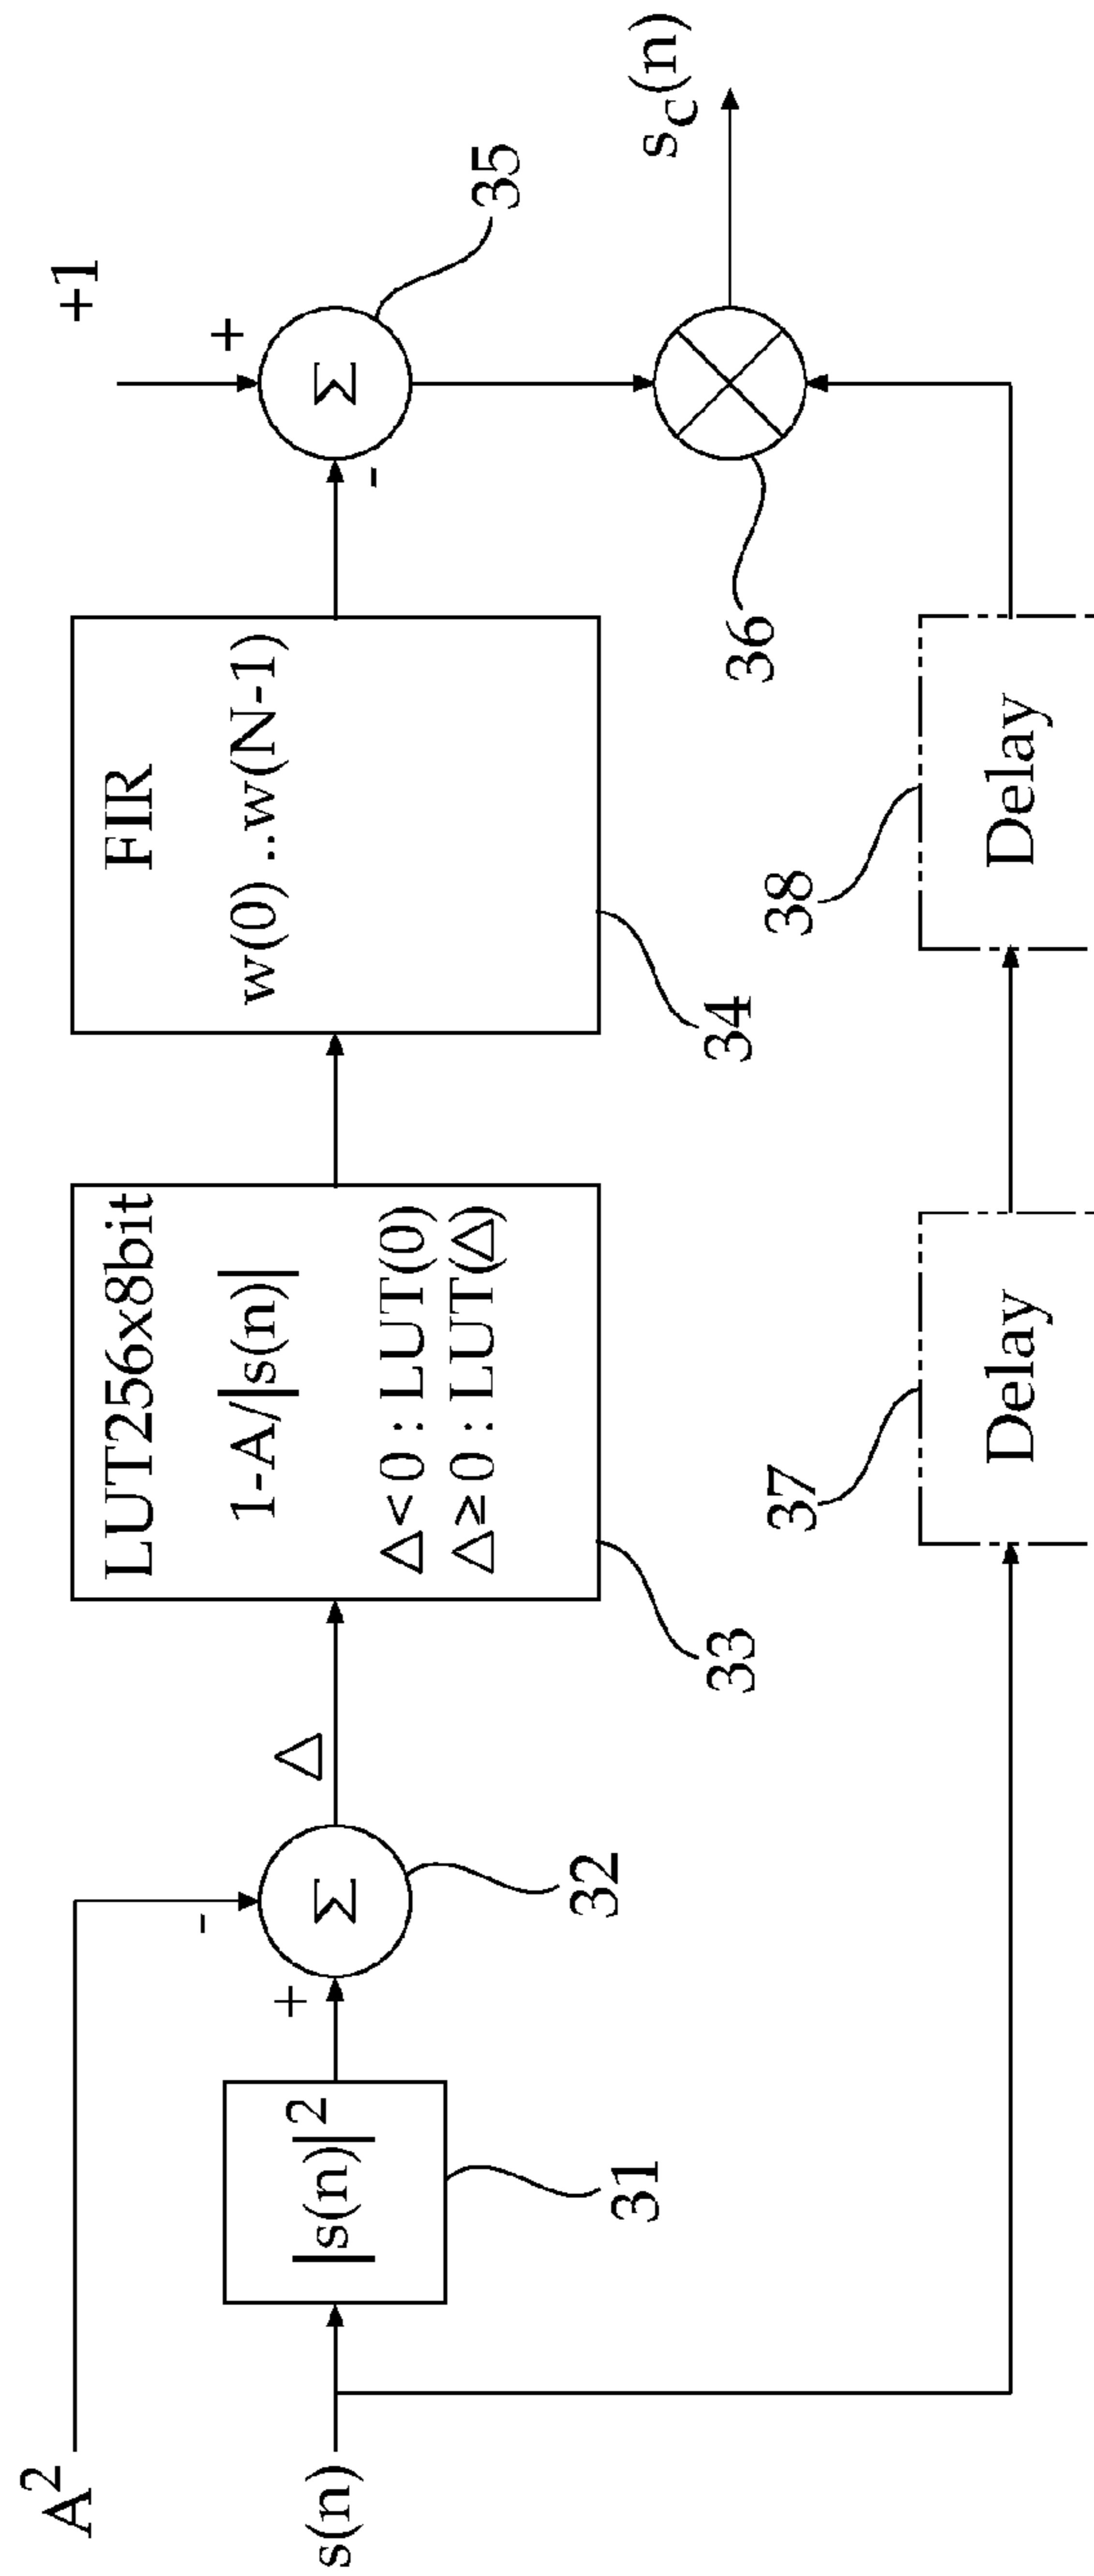 A²
s(n)
|s(n)|²
31
+
-
Σ
32
Δ
LUT256x8bit
1-A/|s(n)|
Δ<0 : LUT(0)
Δ≥0 : LUT(Δ)
33
FIR
w(0) ..w(N-1)
34
+1
+
-
Σ
35
36
s_c(n)
Delay
37
Delay
38